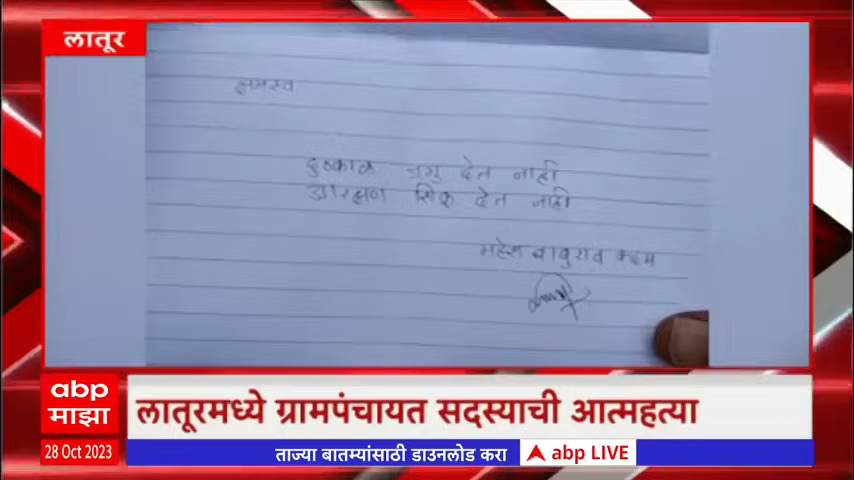 लातूर
दुष्काळ जगु देत नाही
आरक्षण शिकु देत नाही
महेश बाबुराव कदम
abp
माझा
लातूरमध्ये ग्रामपंचायत सदस्याची आत्महत्या
28 Oct 2023
ताज्या बातम्यांसाठी डाउनलोड करा
abp LIVE